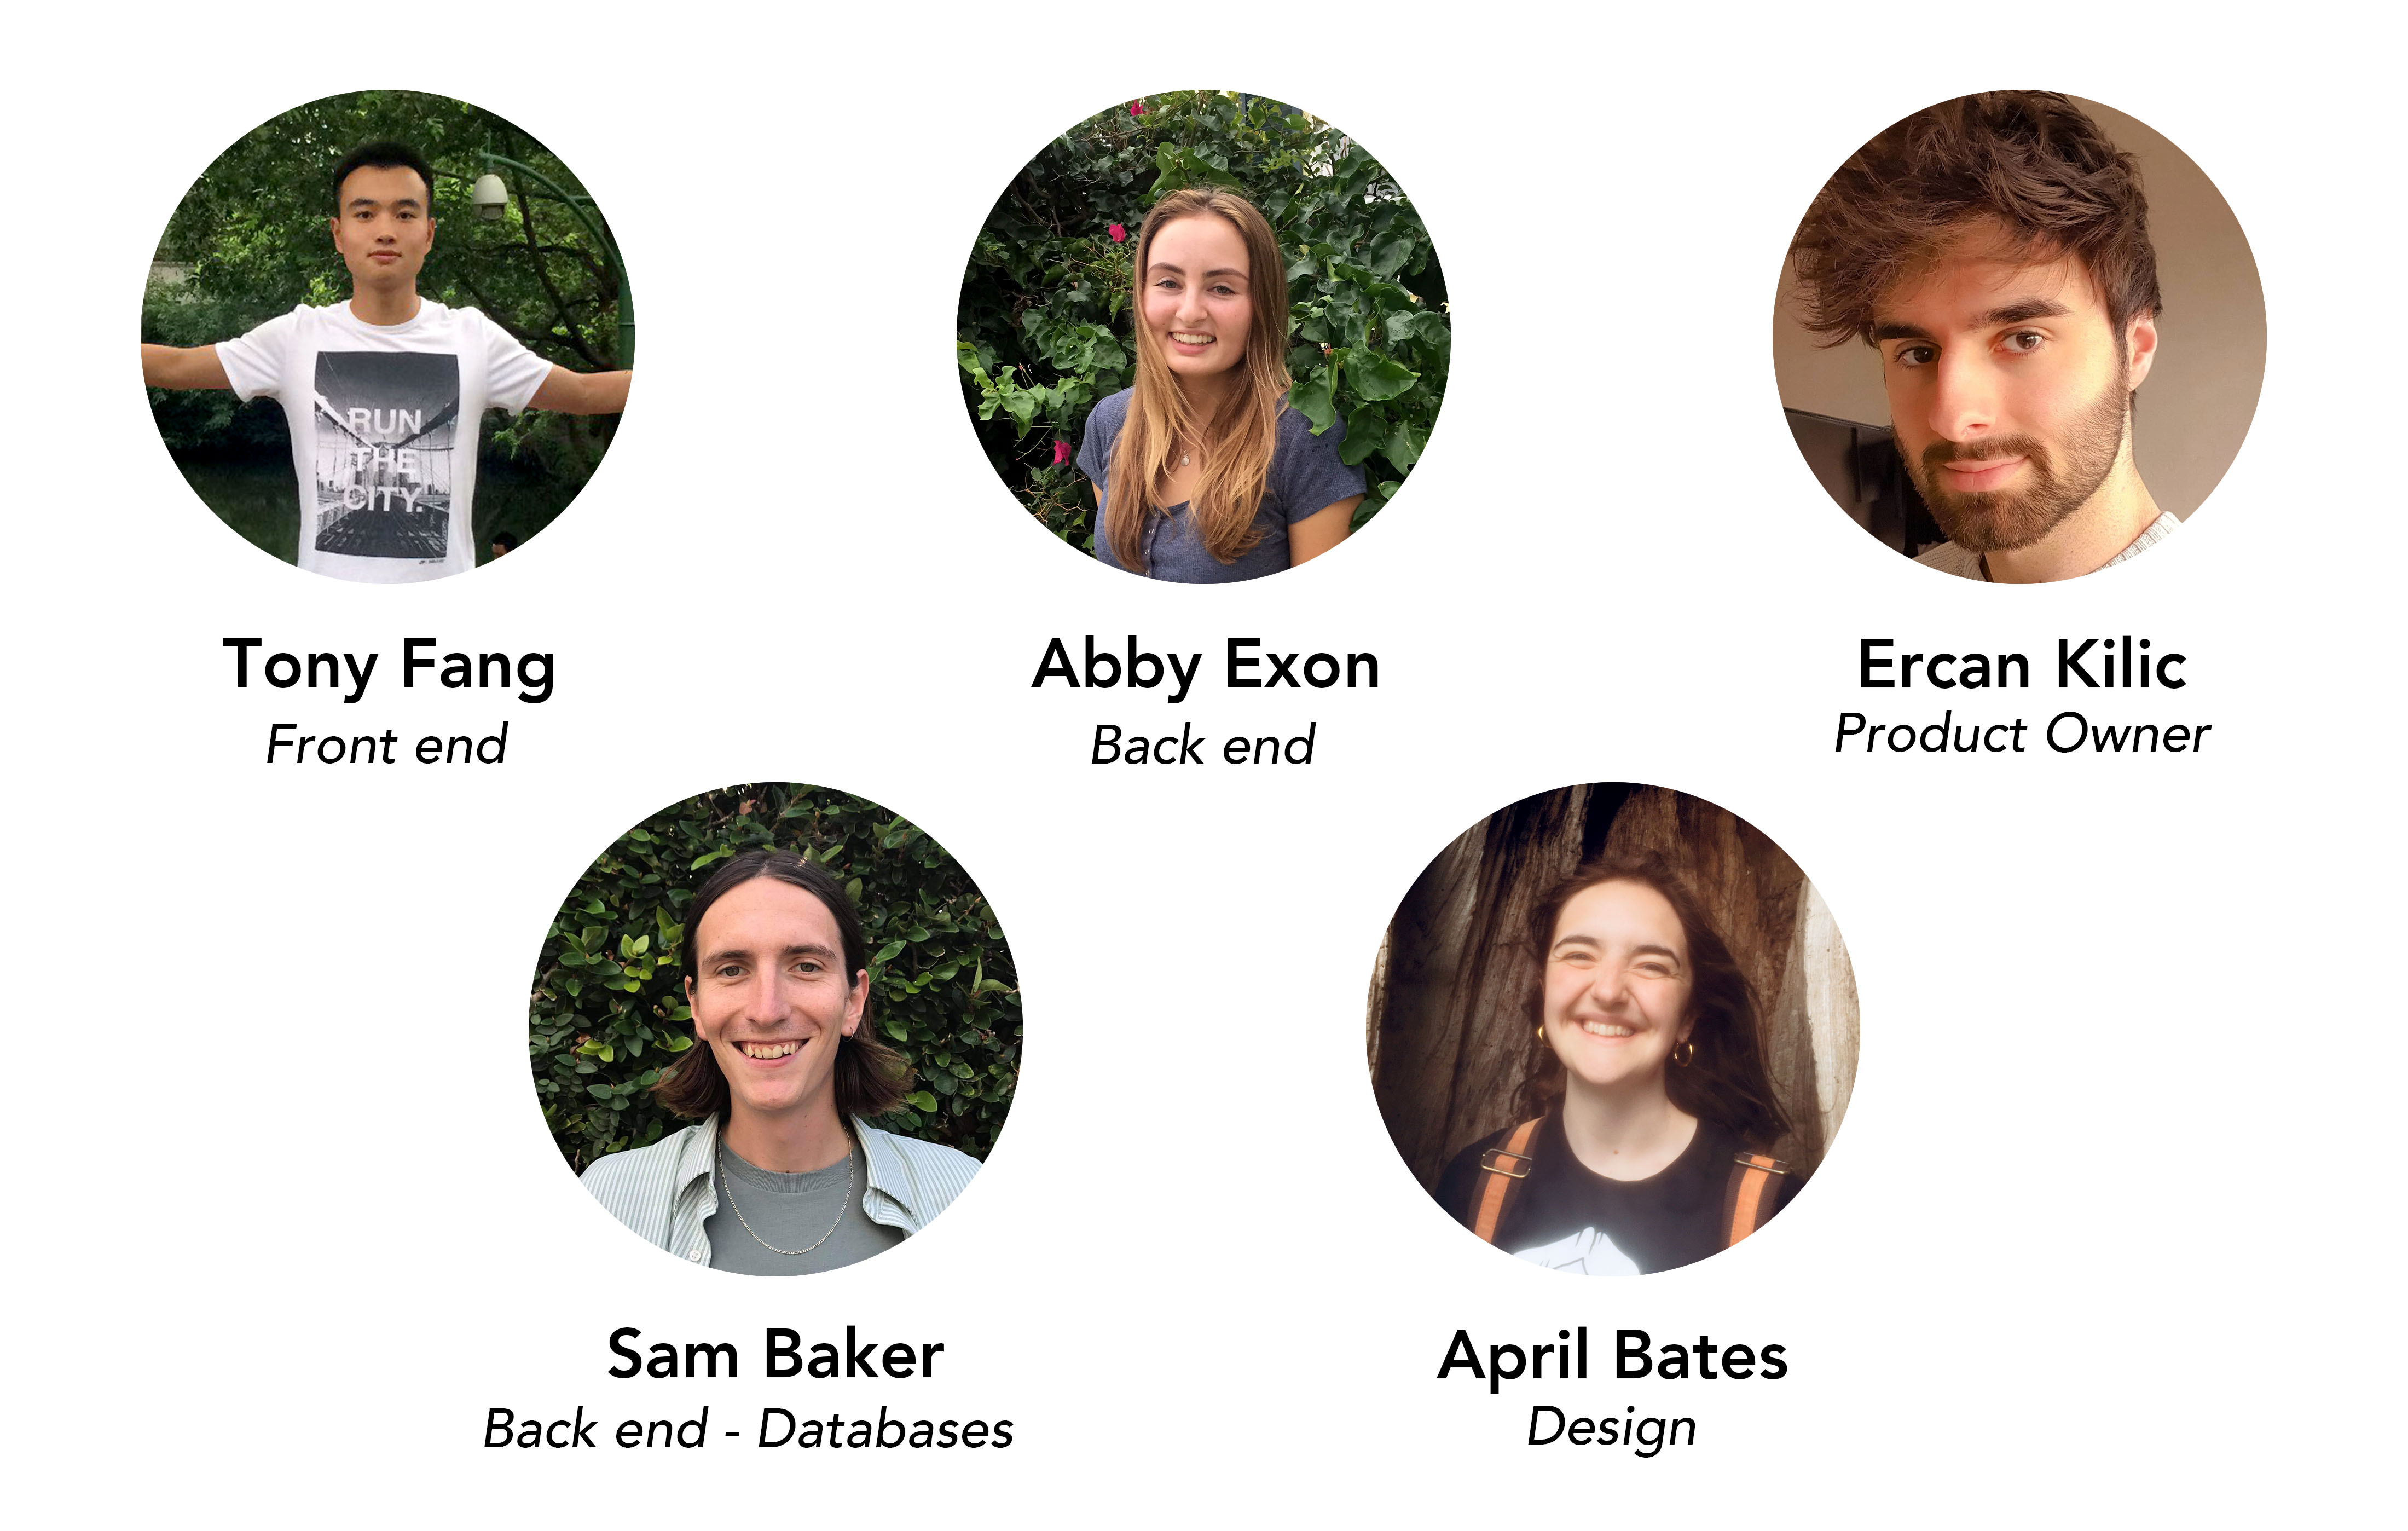 RUN
THE
CITY.
Tony Fang
Front end
Abby Exon
Back end
Ercan Kilic
Product Owner
Sam Baker
Back end - Databases
April Bates
Design